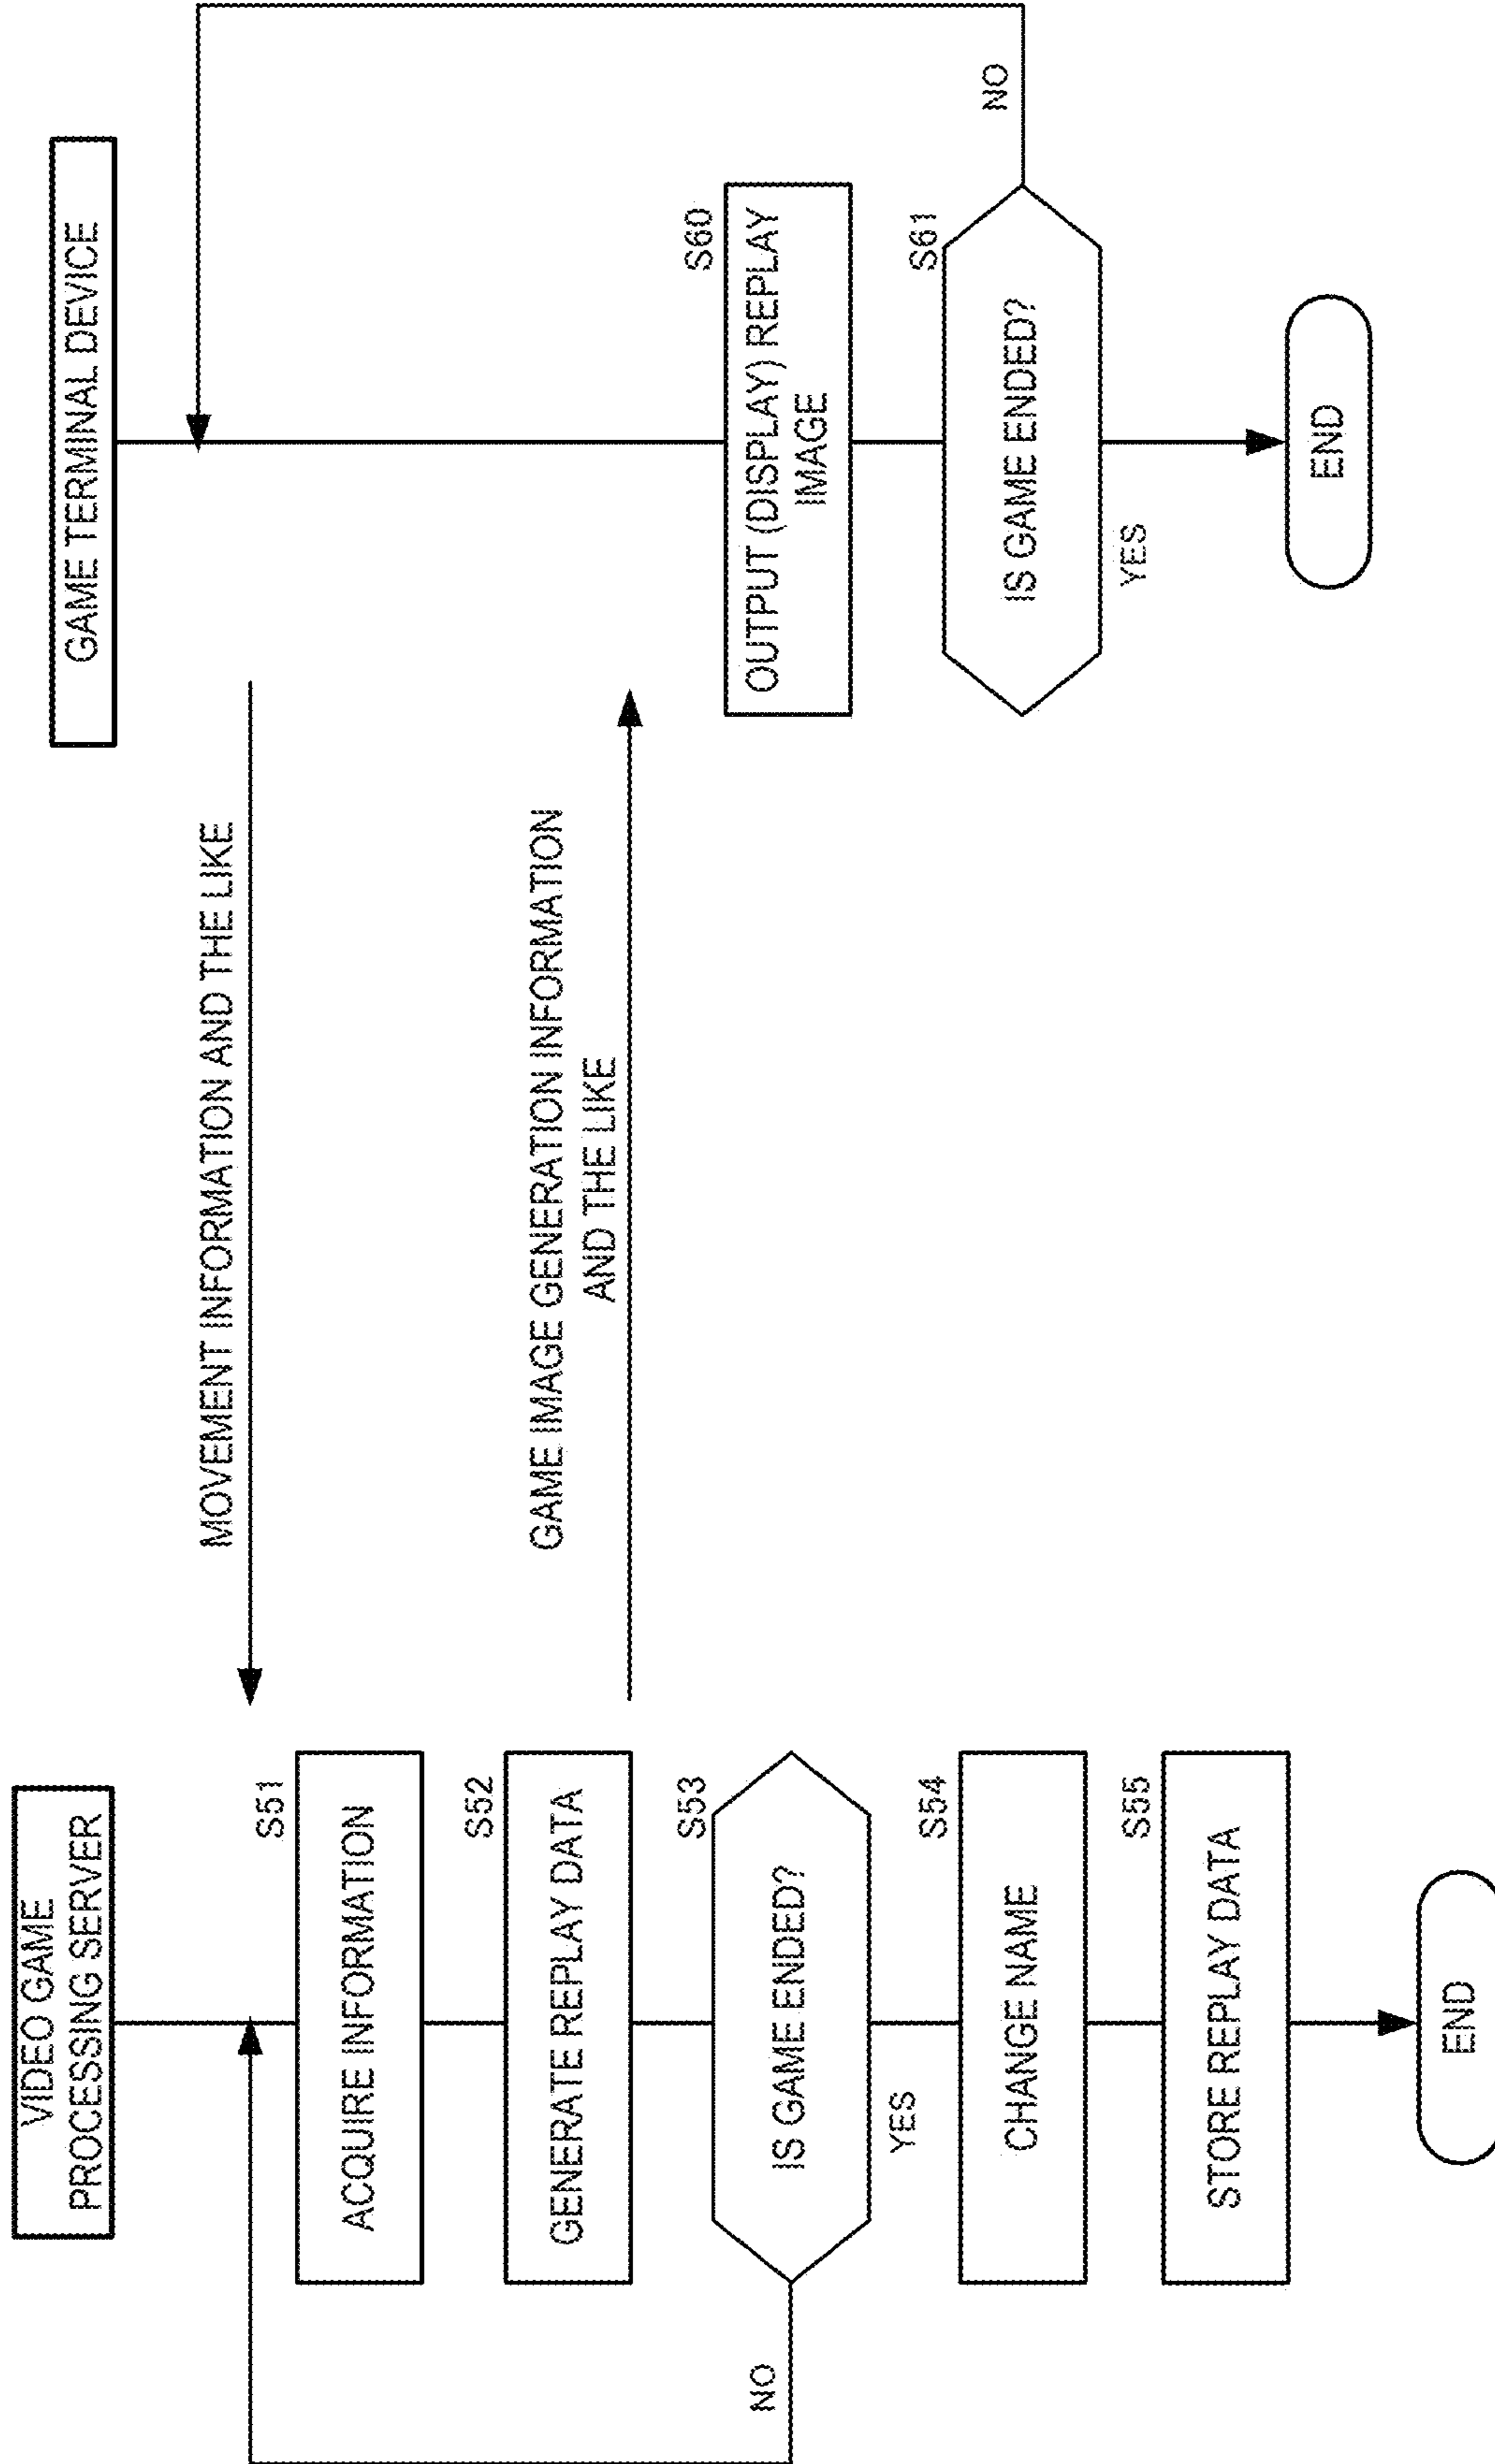 VIDEO GAME
PROCESSING SERVER
S51
ACQUIRE INFORMATION
S52
GENERATE REPLAY DATA
S53
IS GAME ENDED?
NO
YES
S54
CHANGE NAME
S55
STORE REPLAY DATA
END
MOVEMENT INFORMATION AND THE LIKE
GAME IMAGE GENERATION INFORMATION
AND THE LIKE
GAME TERMINAL DEVICE
S60
OUTPUT (DISPLAY) REPLAY
IMAGE
S61
IS GAME ENDED?
NO
YES
END